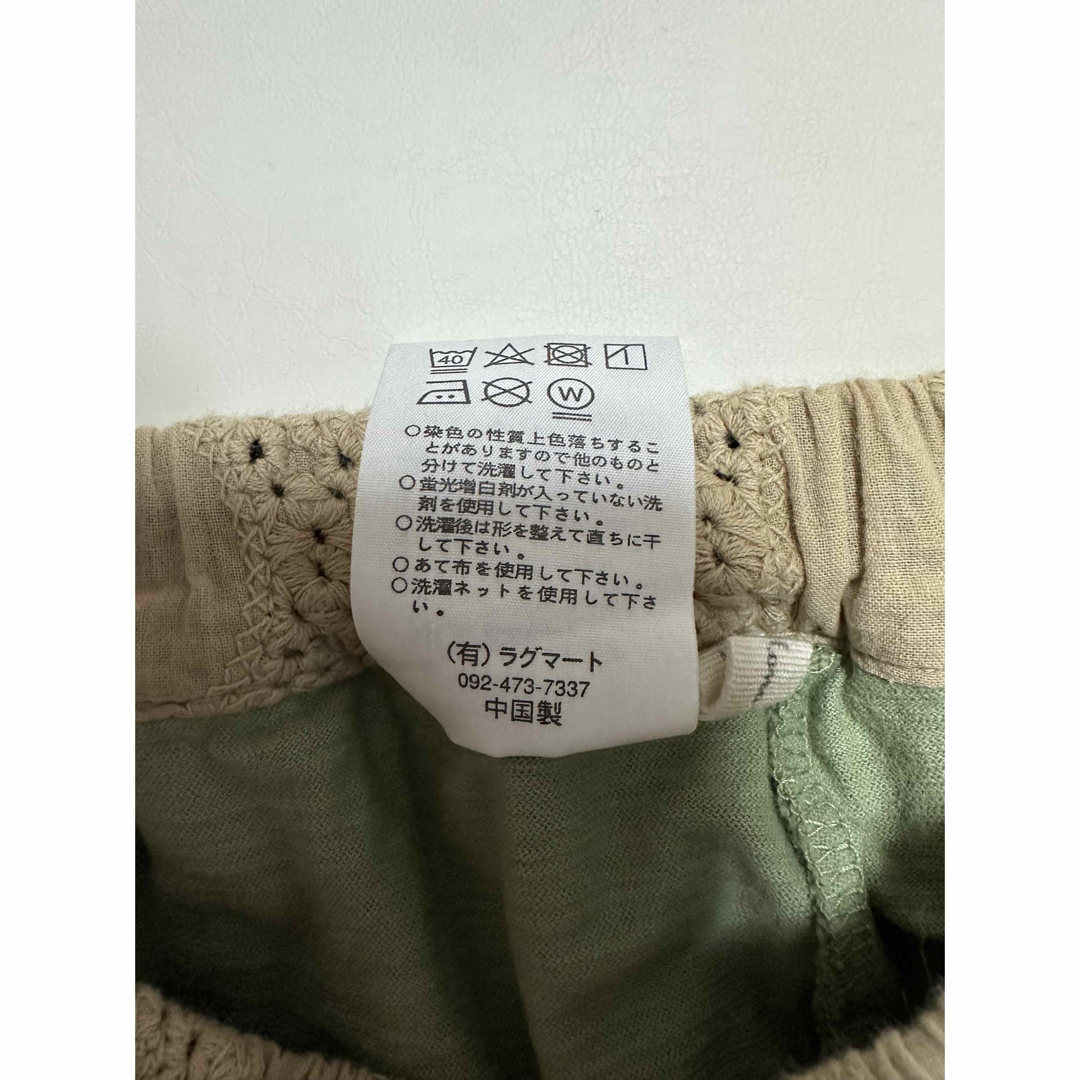 40
W
○染色の性質上色落ちするこ
とがありますので他のものと
分けて洗濯して下さい。
○蛍光増白剤が入っていない洗
剤を使用して下さい。
○洗濯後は形を整えて直ちに干
して下さい。
○あて布を使用して下さい。
○洗濯ネットを使用して下さ
い。
(有)ラグマート
092-473-7337
中国製